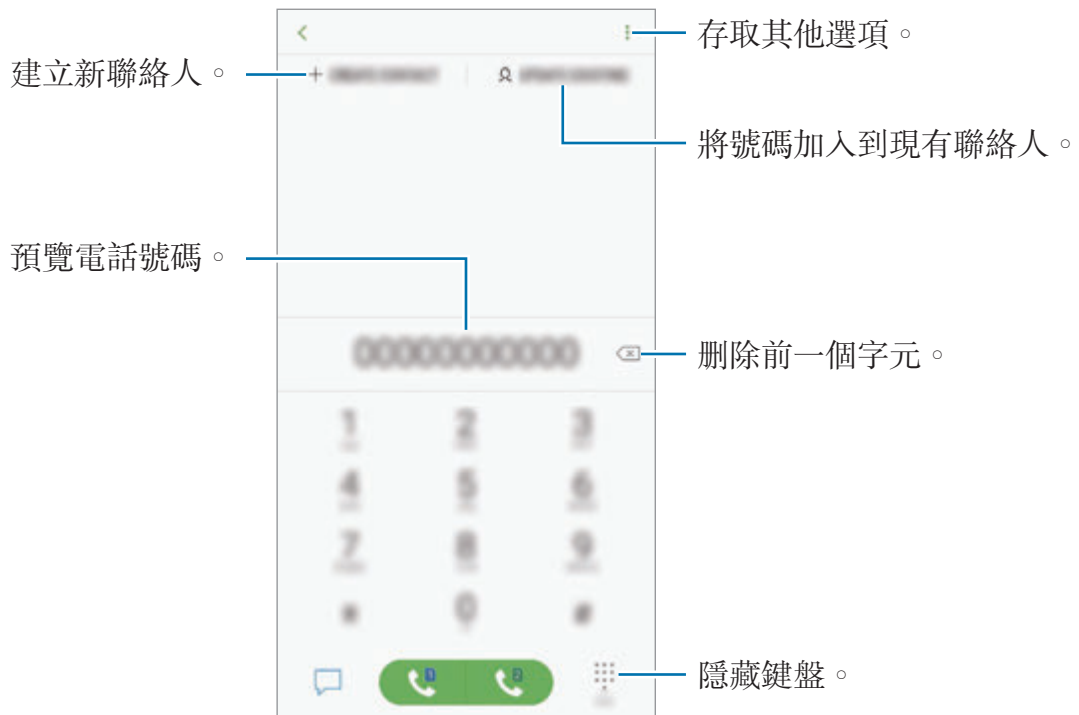 存取其他選項。
建立新聯絡人。
將號碼加入到現有聯絡人。
預覽電話號碼。
刪除前一個字元。
1 2 3
4 5 6
7 8 9
0 #
1 2
隱藏鍵盤。